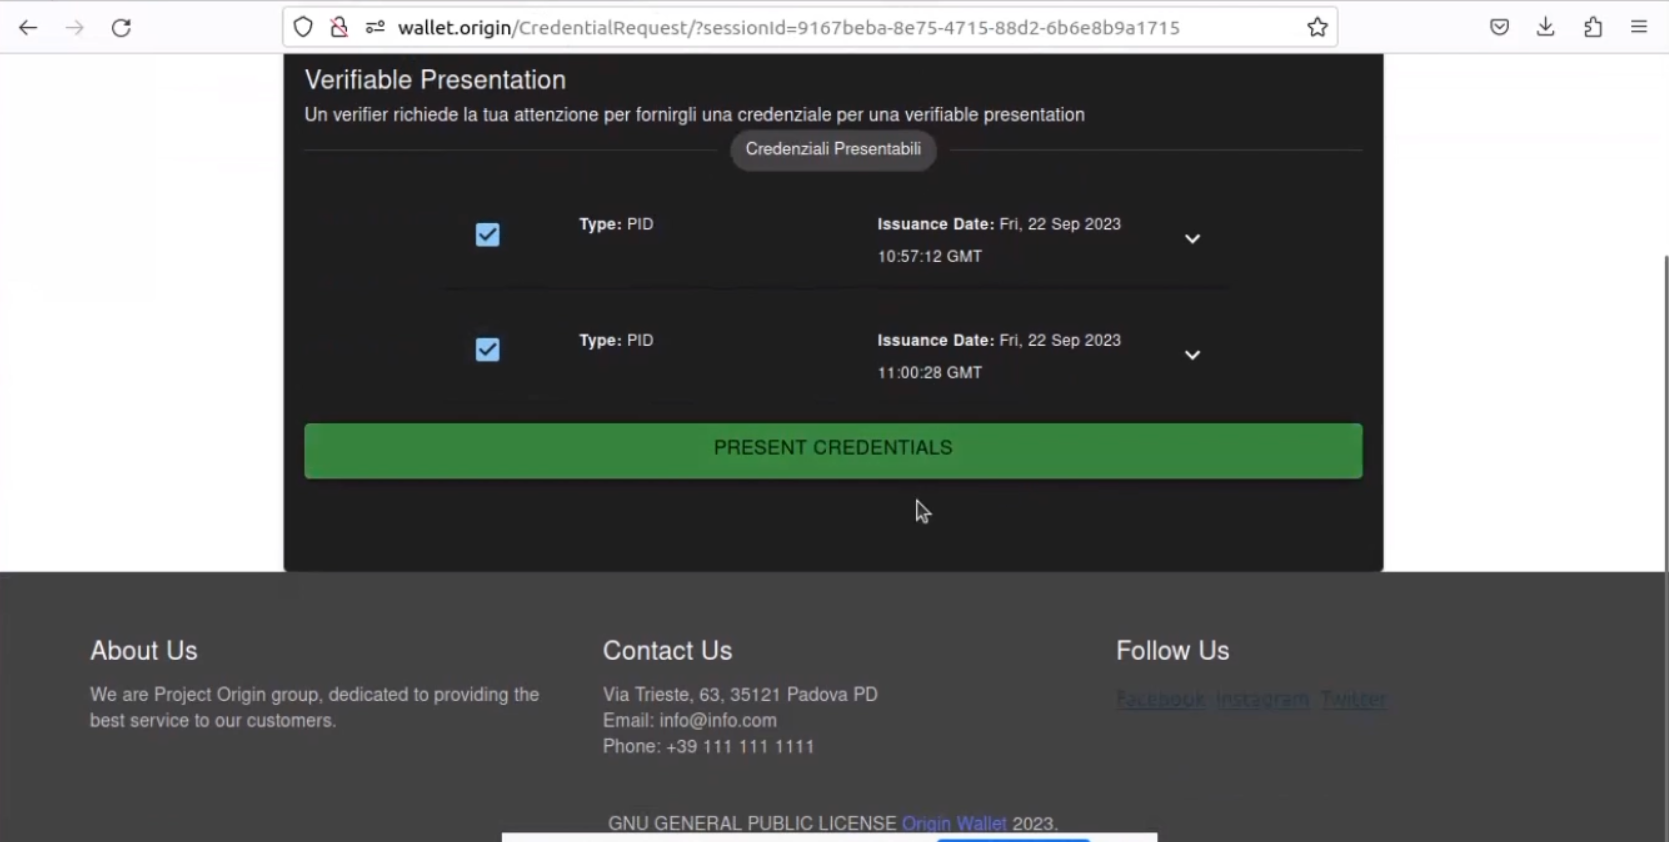 wallet.origin/CredentialRequest/?sessionId=9167beba-8e75-4715-88d2-6b6e8b9a1715
Verifiable Presentation
Un verifier richiede la tua attenzione per fornirgli una credenziale per una verifiable presentation
Credenziali Presentabili
Type: PID
Issuance Date: Fri, 22 Sep 2023
10:57:12 GMT
Type: PID
Issuance Date: Fri, 22 Sep 2023
11:00:28 GMT
PRESENT CREDENTIALS
About Us
We are Project Origin group, dedicated to providing the
best service to our customers.
Contact Us
Via Trieste, 63, 35121 Padova PD
Email: info@info.com
Phone: +39 111 111 1111
Follow Us
Facebook Instagram Twitter
GNU GENERAL PUBLIC LICENSE Origin Wallet 2023.